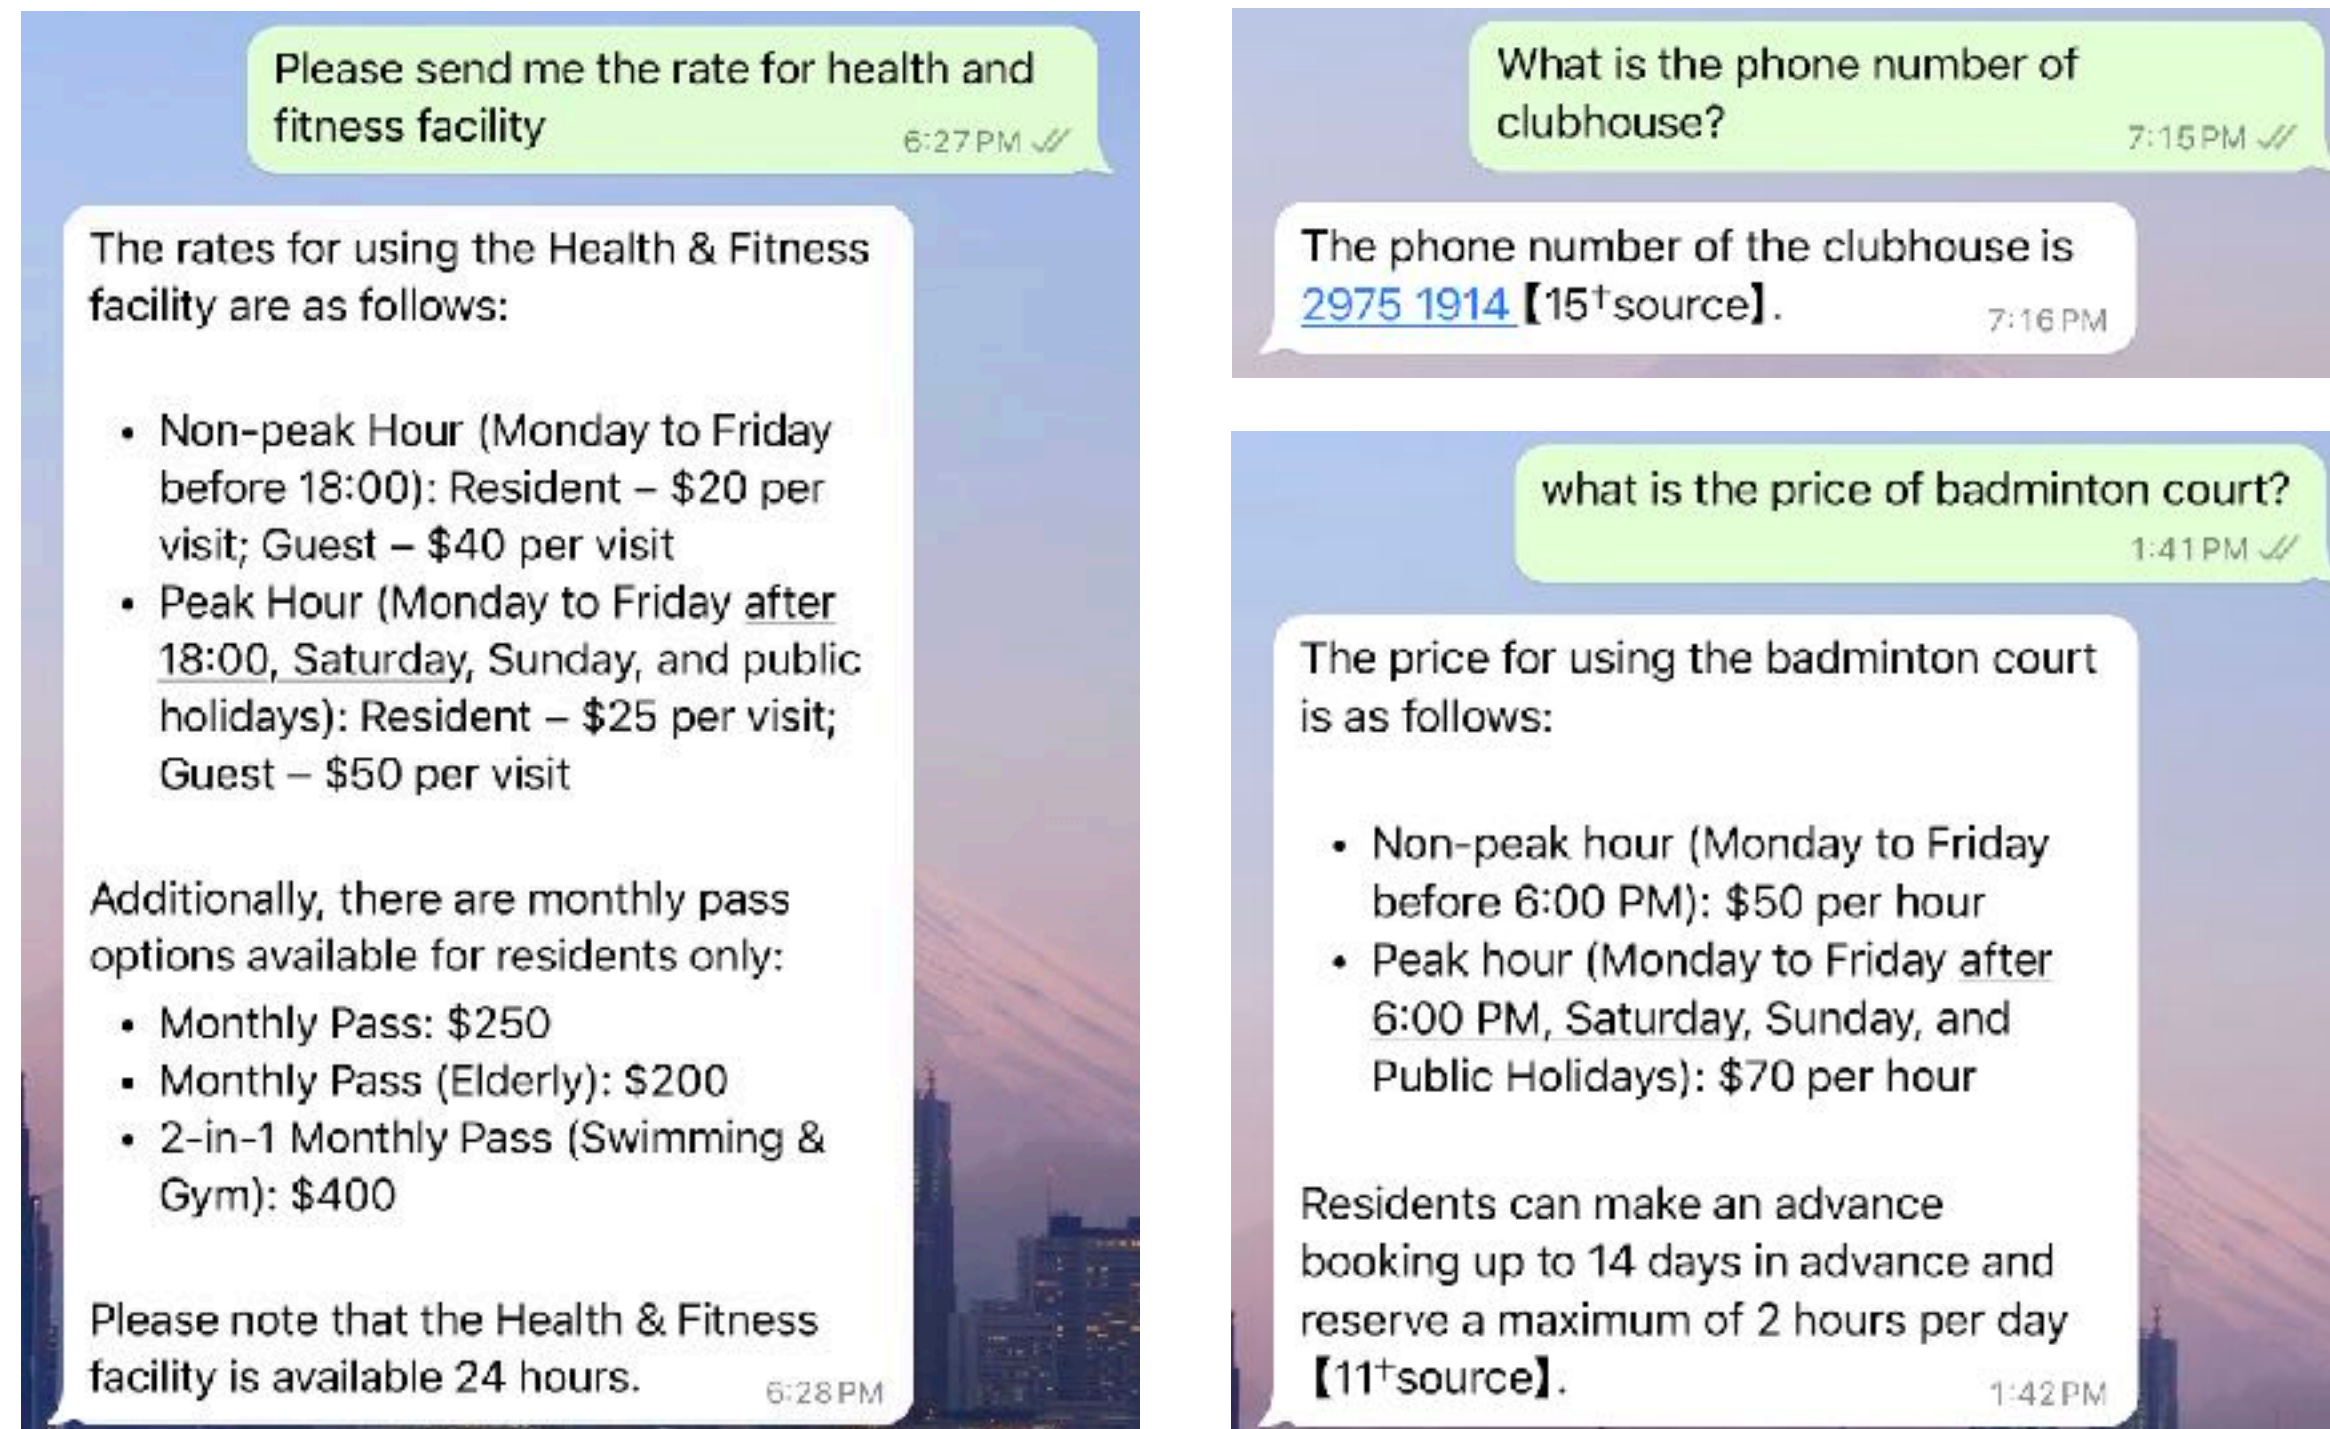 Please send me the rate for health and
fitness facility
6:27 PM
The rates for using the Health & Fitness
facility are as follows:
• Non-peak Hour (Monday to Friday
before 18:00): Resident – $20 per
visit; Guest – $40 per visit
• Peak Hour (Monday to Friday after
18:00, Saturday, Sunday, and public
holidays): Resident – $25 per visit;
Guest – $50 per visit
Additionally, there are monthly pass
options available for residents only:
• Monthly Pass: $250
• Monthly Pass (Elderly): $200
• 2-in-1 Monthly Pass (Swimming &
Gym): $400
Please note that the Health & Fitness
facility is available 24 hours.
6:28 PM
What is the phone number of
clubhouse?
7:15 PM
The phone number of the clubhouse is
2975 1914【15†source】.
7:16 PM
what is the price of badminton court?
1:41 PM
The price for using the badminton court
is as follows:
• Non-peak hour (Monday to Friday
before 6:00 PM): $50 per hour
• Peak hour (Monday to Friday after
6:00 PM, Saturday, Sunday, and
Public Holidays): $70 per hour
Residents can make an advance
booking up to 14 days in advance and
reserve a maximum of 2 hours per day
【11†source】.
1:42 PM